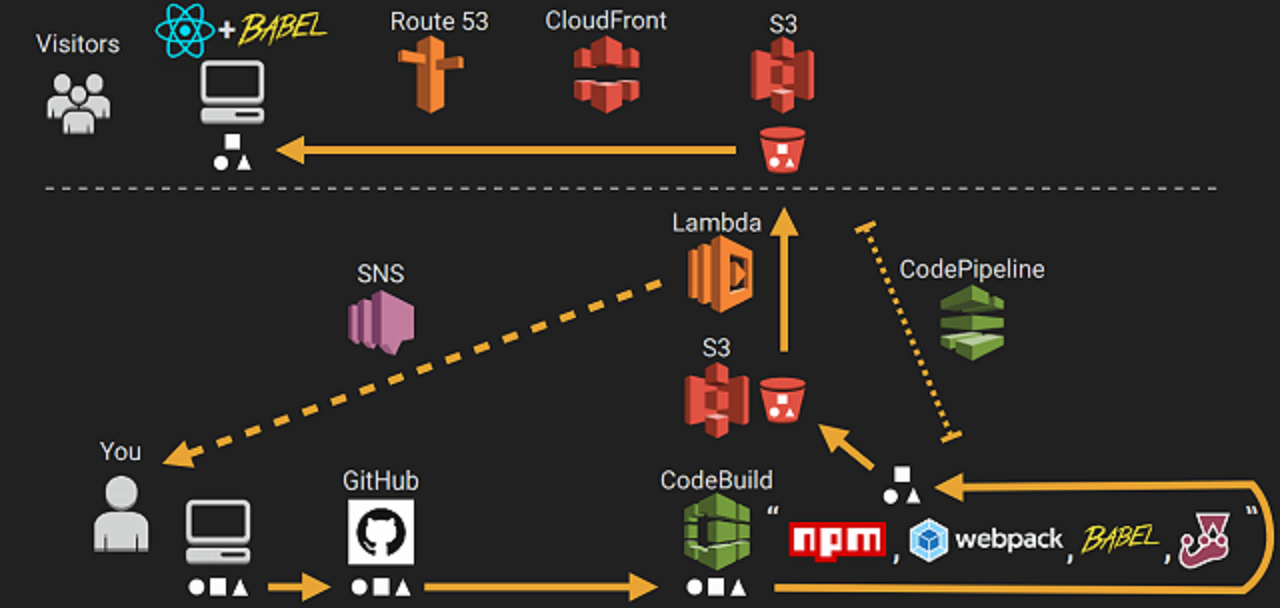 Visitors
+ BABEL
Route 53
CloudFront
S3
Lambda
SNS
CodePipeline
S3
You
GitHub
CodeBuild
“ npm , webpack , BABEL , ”